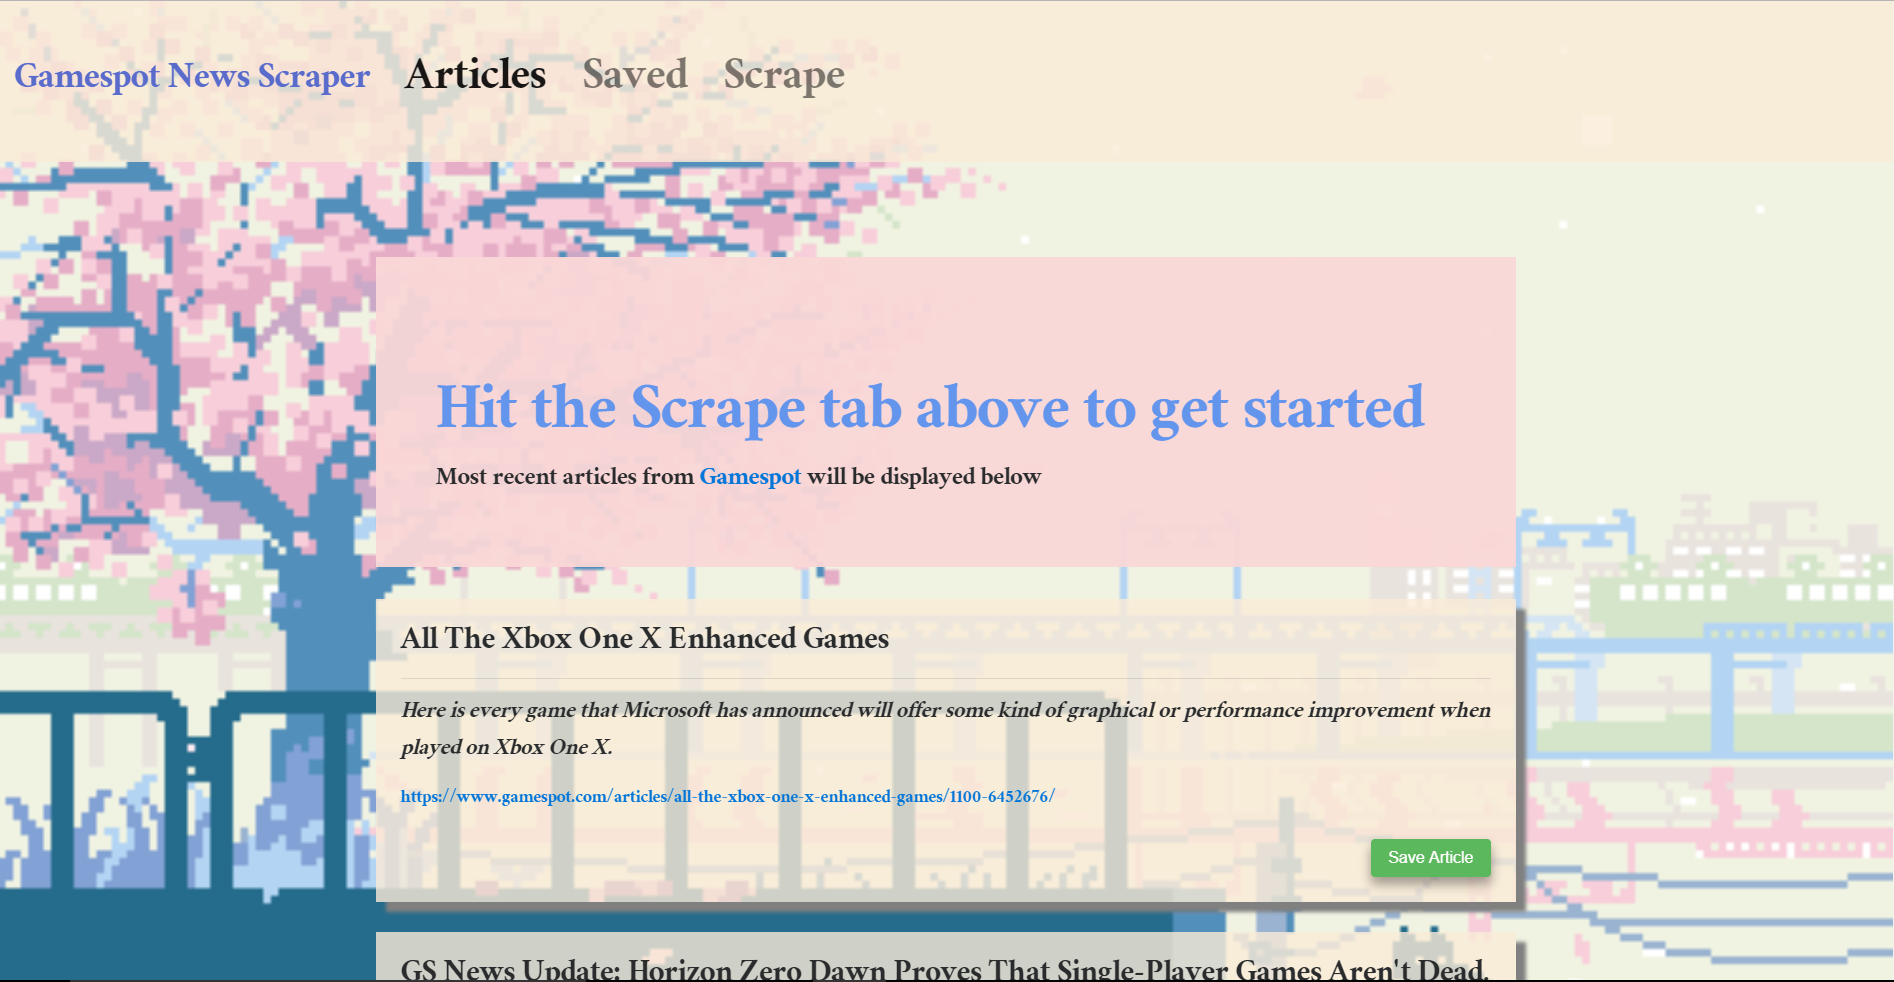 Gamespot News Scraper Articles Saved Scrape
Hit the Scrape tab above to get started
Most recent articles from Gamespot will be displayed below
All The Xbox One X Enhanced Games
Here is every game that Microsoft has announced will offer some kind of graphical or performance improvement when
played on Xbox One X.
https://www.gamespot.com/articles/all-the-xbox-one-x-enhanced-games/1100-6452676/
Save Article
GS News Update: Horizon Zero Dawn Proves That Single-Player Games Aren't Dead,